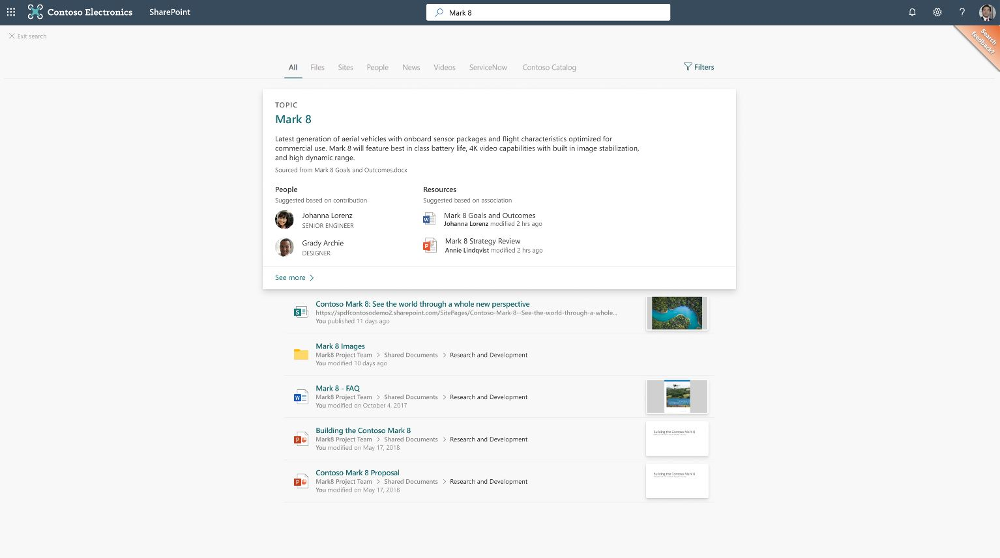 Contoso Electronics
SharePoint
Mark 8
?
Exit search
Search feedback?
All
Files
Sites
People
News
Videos
ServiceNow
Contoso Catalog
Filters
TOPIC
Mark 8
Latest generation of aerial vehicles with onboard sensor packages and flight characteristics optimized for
commercial use. Mark 8 will feature best in class battery life, 4K video capabilities with built in image stabilization,
and high dynamic range.
Sourced from Mark 8 Goals and Outcomes.docx
People
Suggested based on contribution
Johanna Lorenz
SENIOR ENGINEER
Grady Archie
DESIGNER
Resources
Suggested based on association
Mark 8 Goals and Outcomes
Johanna Lorenz modified 2 hrs ago
Mark 8 Strategy Review
Annie Lindqvist modified 2 hrs ago
See more
Contoso Mark 8: See the world through a whole new perspective
https://spdfcontosodemo2.sharepoint.com/SitePages/Contoso-Mark-8--See-the-world-through-a-whole...
You published 11 days ago
Mark 8 Images
Mark8 Project Team > Shared Documents > Research and Development
You modified 10 days ago
Mark 8 - FAQ
Mark8 Project Team > Shared Documents > Research and Development
You modified on October 4, 2017
Building the Contoso Mark 8
Mark8 Project Team > Shared Documents > Research and Development
You modified on May 17, 2018
Building the Contoso Mark 8
Contoso Mark 8 Proposal
Mark8 Project Team > Shared Documents > Research and Development
You modified on May 17, 2018
Building the Contoso Mark 8